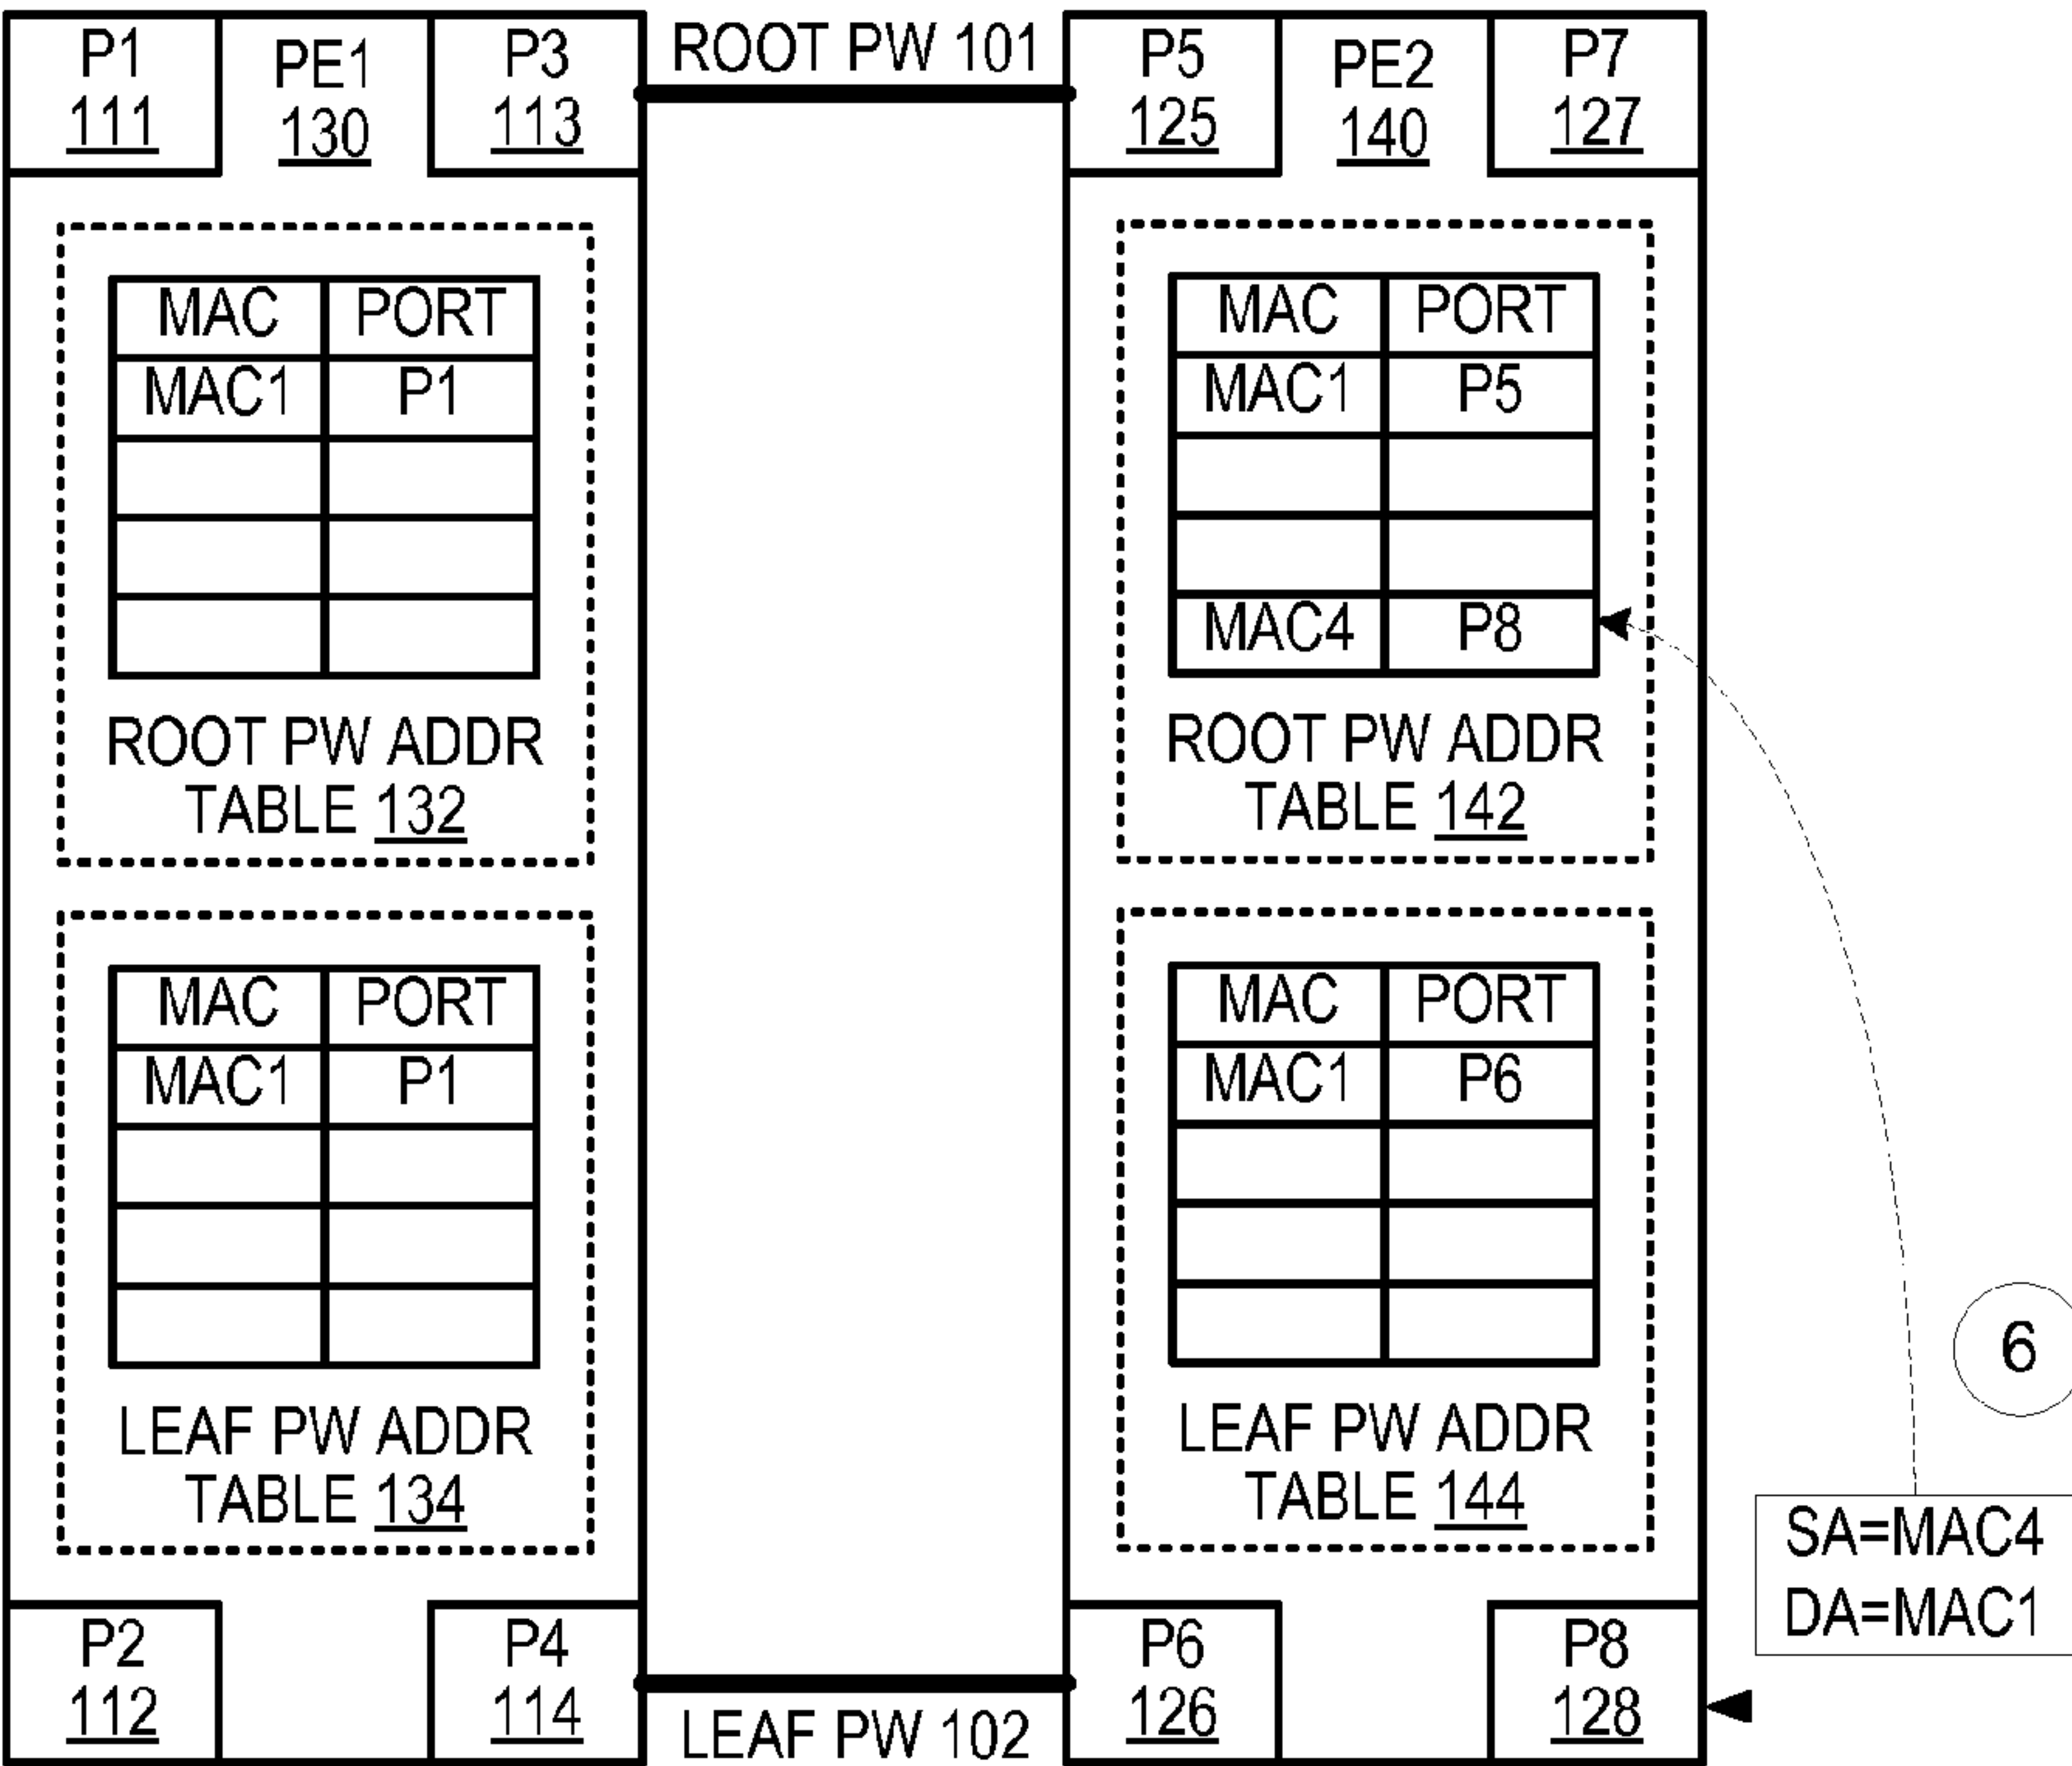 P1
111
PE1
130
P3
113
ROOT PW 101
P5
125
PE2
140
P7
127
MAC PORT
MAC1 P1
ROOT PW ADDR
TABLE 132
MAC PORT
MAC1 P5
MAC4 P8
ROOT PW ADDR
TABLE 142
MAC PORT
MAC1 P1
LEAF PW ADDR
TABLE 134
MAC PORT
MAC1 P6
LEAF PW ADDR
TABLE 144
6
SA=MAC4
DA=MAC1
P2
112
P4
114
LEAF PW 102
P6
126
P8
128